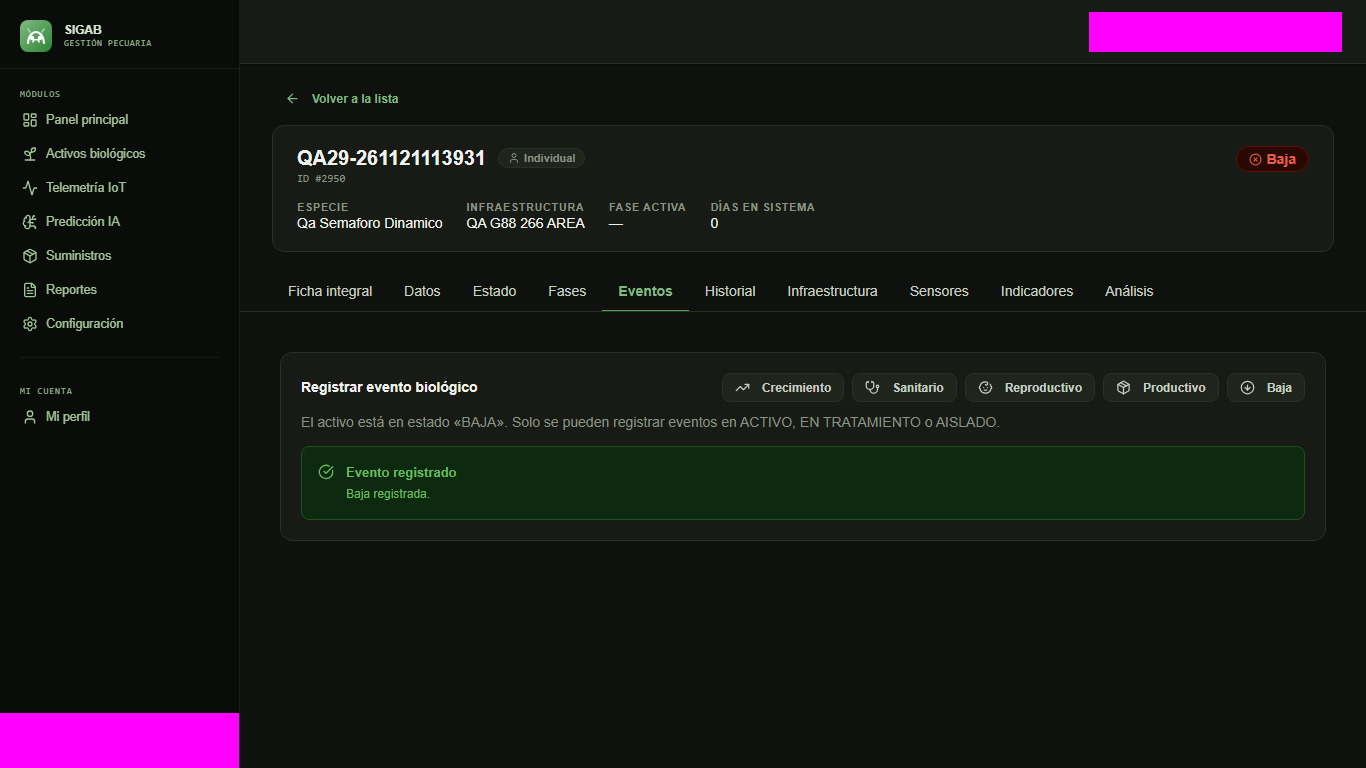 SIGAB
GESTIÓN PECUARIA
MÓDULOS
Panel principal
Activos biológicos
Telemetría IoT
Predicción IA
Suministros
Reportes
Configuración
MI CUENTA
Mi perfil
Volver a la lista
QA29-261121113931
Individual
Baja
ID #2950
ESPECIE
Qa Semaforo Dinamico
INFRAESTRUCTURA
QA G88 266 AREA
FASE ACTIVA
—
DÍAS EN SISTEMA
0
Ficha integral
Datos
Estado
Fases
Eventos
Historial
Infraestructura
Sensores
Indicadores
Análisis
Registrar evento biológico
Crecimiento
Sanitario
Reproductivo
Productivo
Baja
El activo está en estado «BAJA». Solo se pueden registrar eventos en ACTIVO, EN TRATAMIENTO o AISLADO.
Evento registrado
Baja registrada.